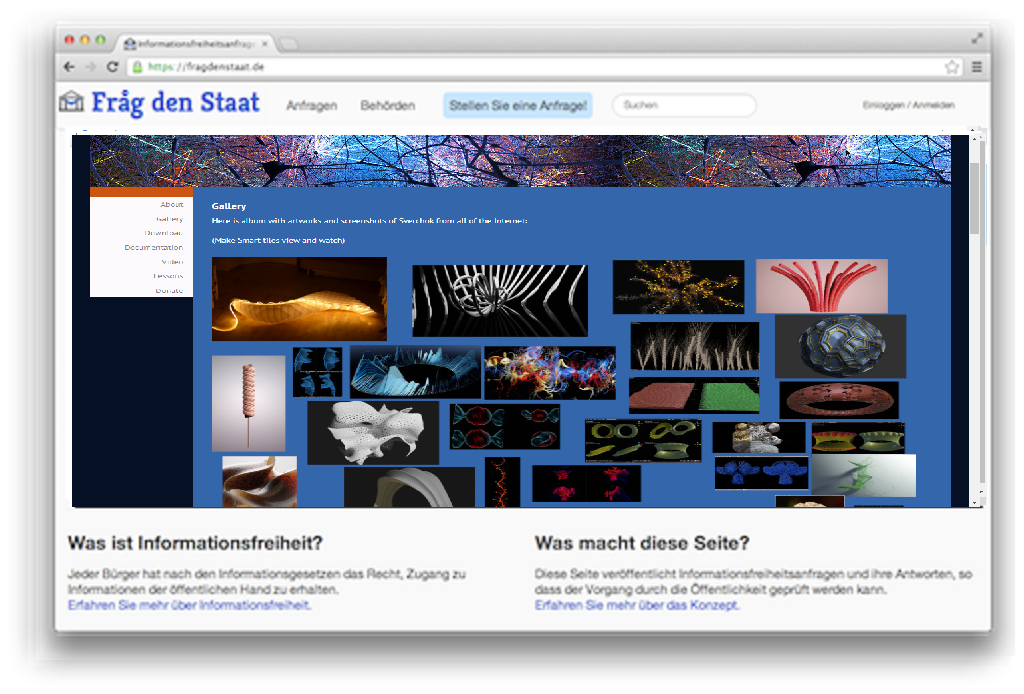 Informationsfreiheitsanfrag
https://fragdenstaat.de
Fråg den Staat
Anfragen
Behörden
Stellen Sie eine Anfrage!
Suchen
Einloggen / Anmelden
About
Gallery
Download
Documentation
Video
Lessons
Donate
Gallery
Here is album with artworks and screenshots of Sverchok from all of the Internet:
(Make Smart tiles view and watch)
Was ist Informationsfreiheit?
Jeder Bürger hat nach den Informationsgesetzen das Recht, Zugang zu
Informationen der öffentlichen Hand zu erhalten.
Erfahren Sie mehr über Informationsfreiheit.
Was macht diese Seite?
Diese Seite veröffentlicht Informationsfreiheitsanfragen und ihre Antworten, so
dass der Vorgang durch die Öffentlichkeit geprüft werden kann.
Erfahren Sie mehr über das Konzept.